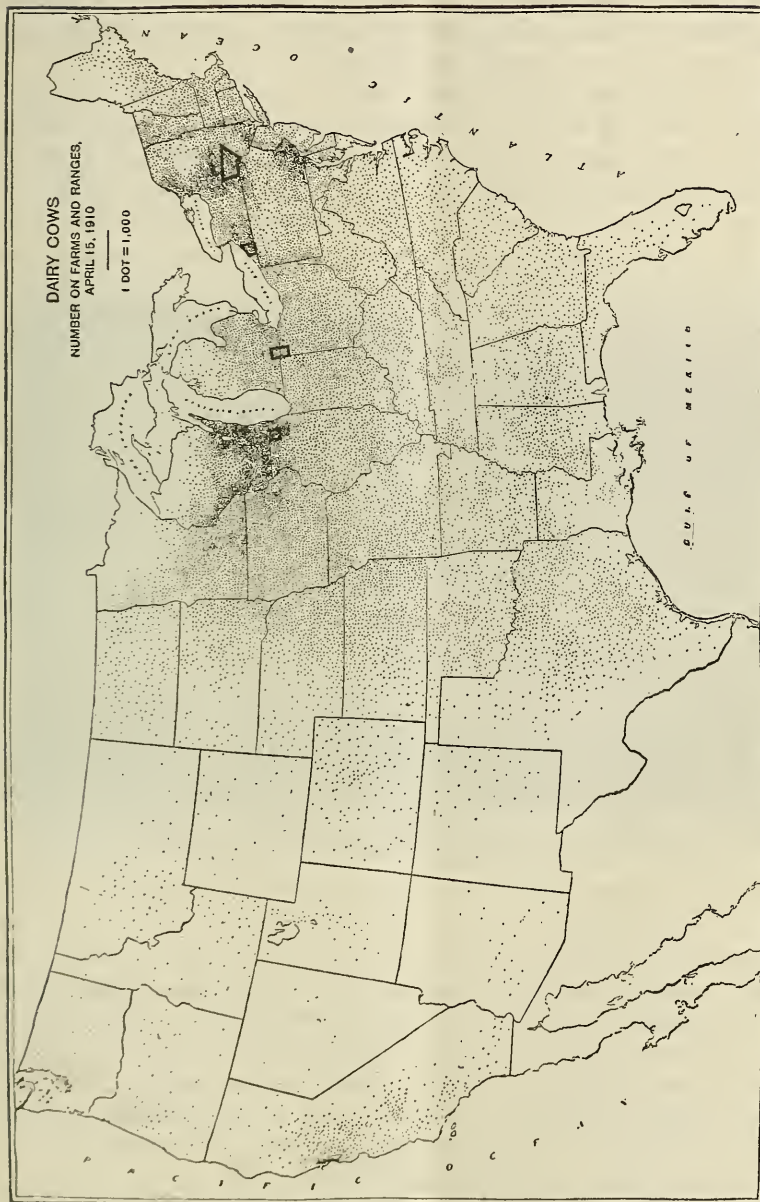 DAIRY COWS
NUMBER ON FARMS AND RANGES,
APRIL 15, 1910
1 DOT = 1,000
ATLANTIC OCEAN
GULF OF MEXICO
PACIFIC OCEAN